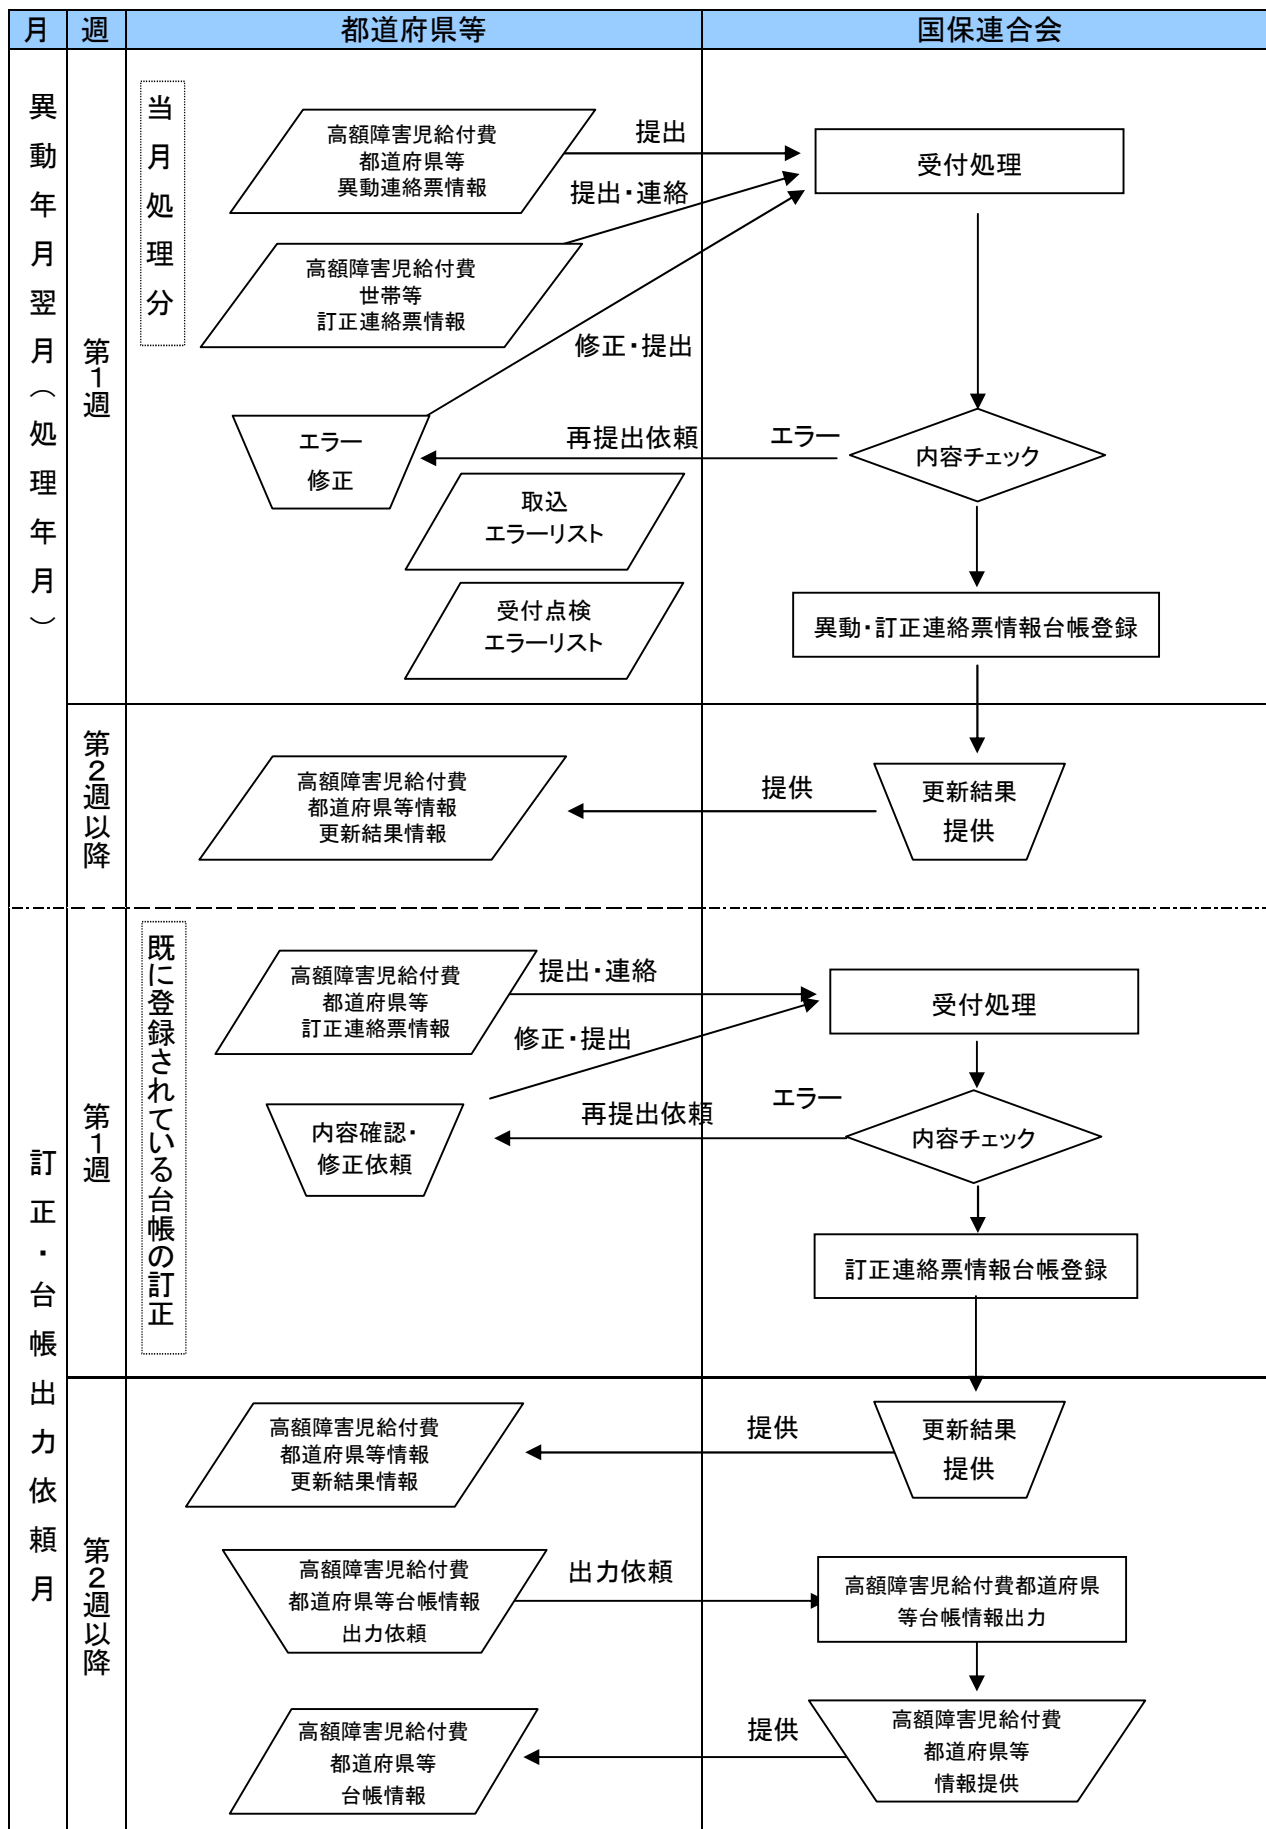 月
週
都道府県等
国保連合会
異動年月翌月（処理年月）
第1週
当月処理分
高額障害児給付費
都道府県等
異動連絡票情報
提出
受付処理
提出・連絡
高額障害児給付費
世帯等
訂正連絡票情報
修正・提出
エラー
修正
再提出依頼
エラー
内容チェック
取込
エラーリスト
受付点検
エラーリスト
異動・訂正連絡票情報台帳登録
第2週以降
高額障害児給付費
都道府県等情報
更新結果情報
提供
更新結果
提供
訂正・台帳出力依頼月
第1週
既に登録されている台帳の訂正
高額障害児給付費
都道府県等
訂正連絡票情報
提出・連絡
受付処理
修正・提出
内容確認・
修正依頼
再提出依頼
エラー
内容チェック
訂正連絡票情報台帳登録
第2週以降
高額障害児給付費
都道府県等情報
更新結果情報
提供
更新結果
提供
高額障害児給付費
都道府県等台帳情報
出力依頼
出力依頼
高額障害児給付費都道府県
等台帳情報出力
高額障害児給付費
都道府県等
台帳情報
提供
高額障害児給付費
都道府県等
情報提供